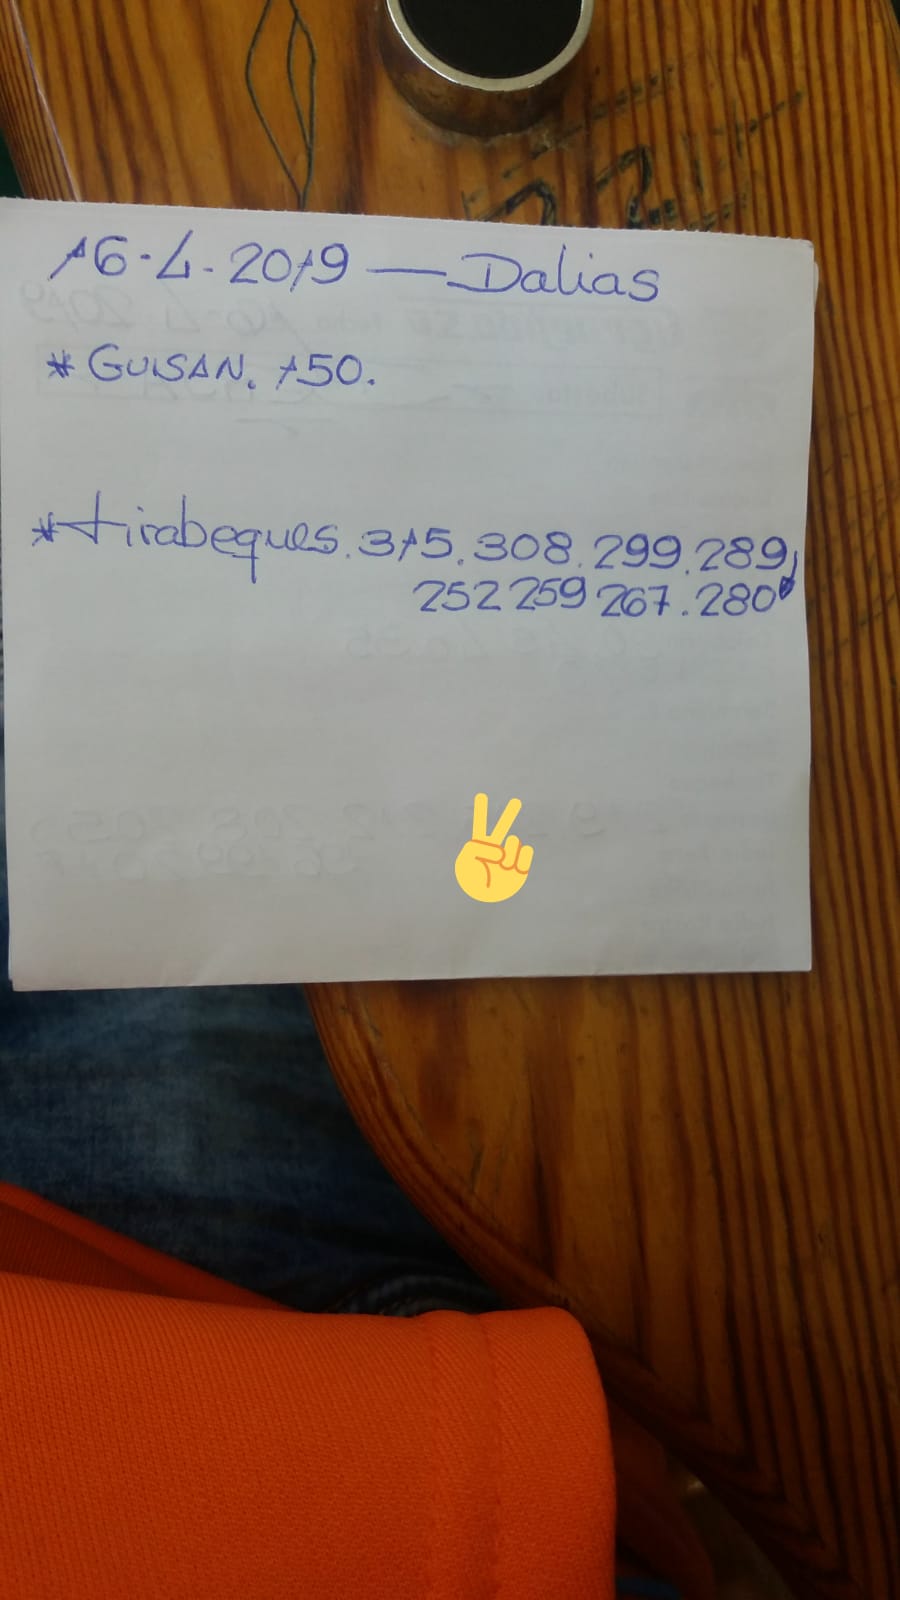 16-4-2019 — Dalias
* GUISAN. 150.
* tirabeques. 315. 308. 299. 289
252 259 267. 280